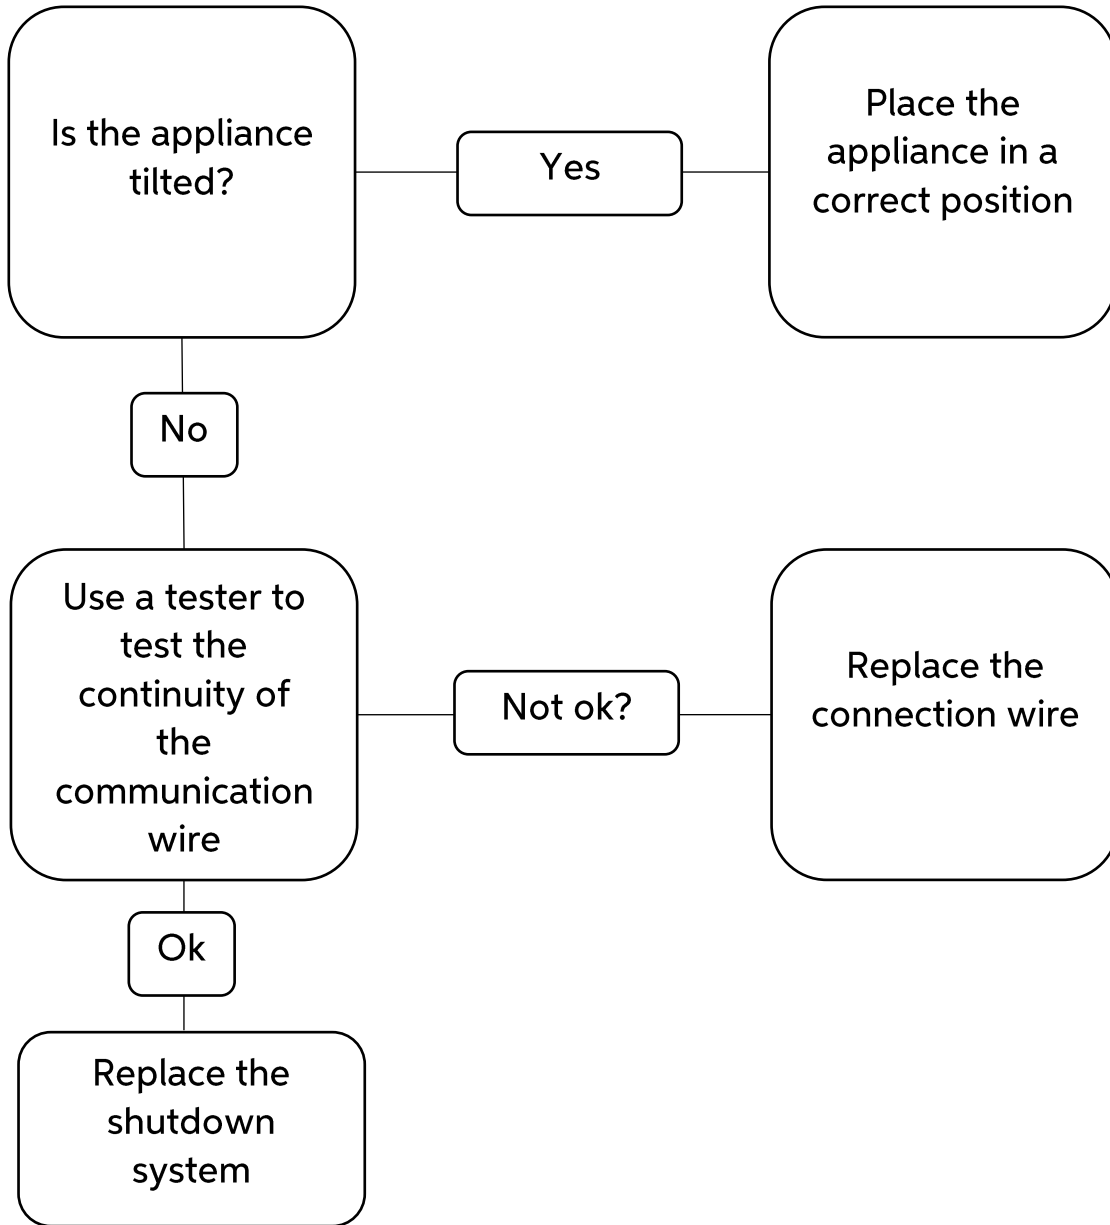 Is the appliance
tilted?
Yes
Place the
appliance in a
correct position
No
Use a tester to
test the
continuity of
the
communication
wire
Not ok?
Replace the
connection wire
Ok
Replace the
shutdown
system